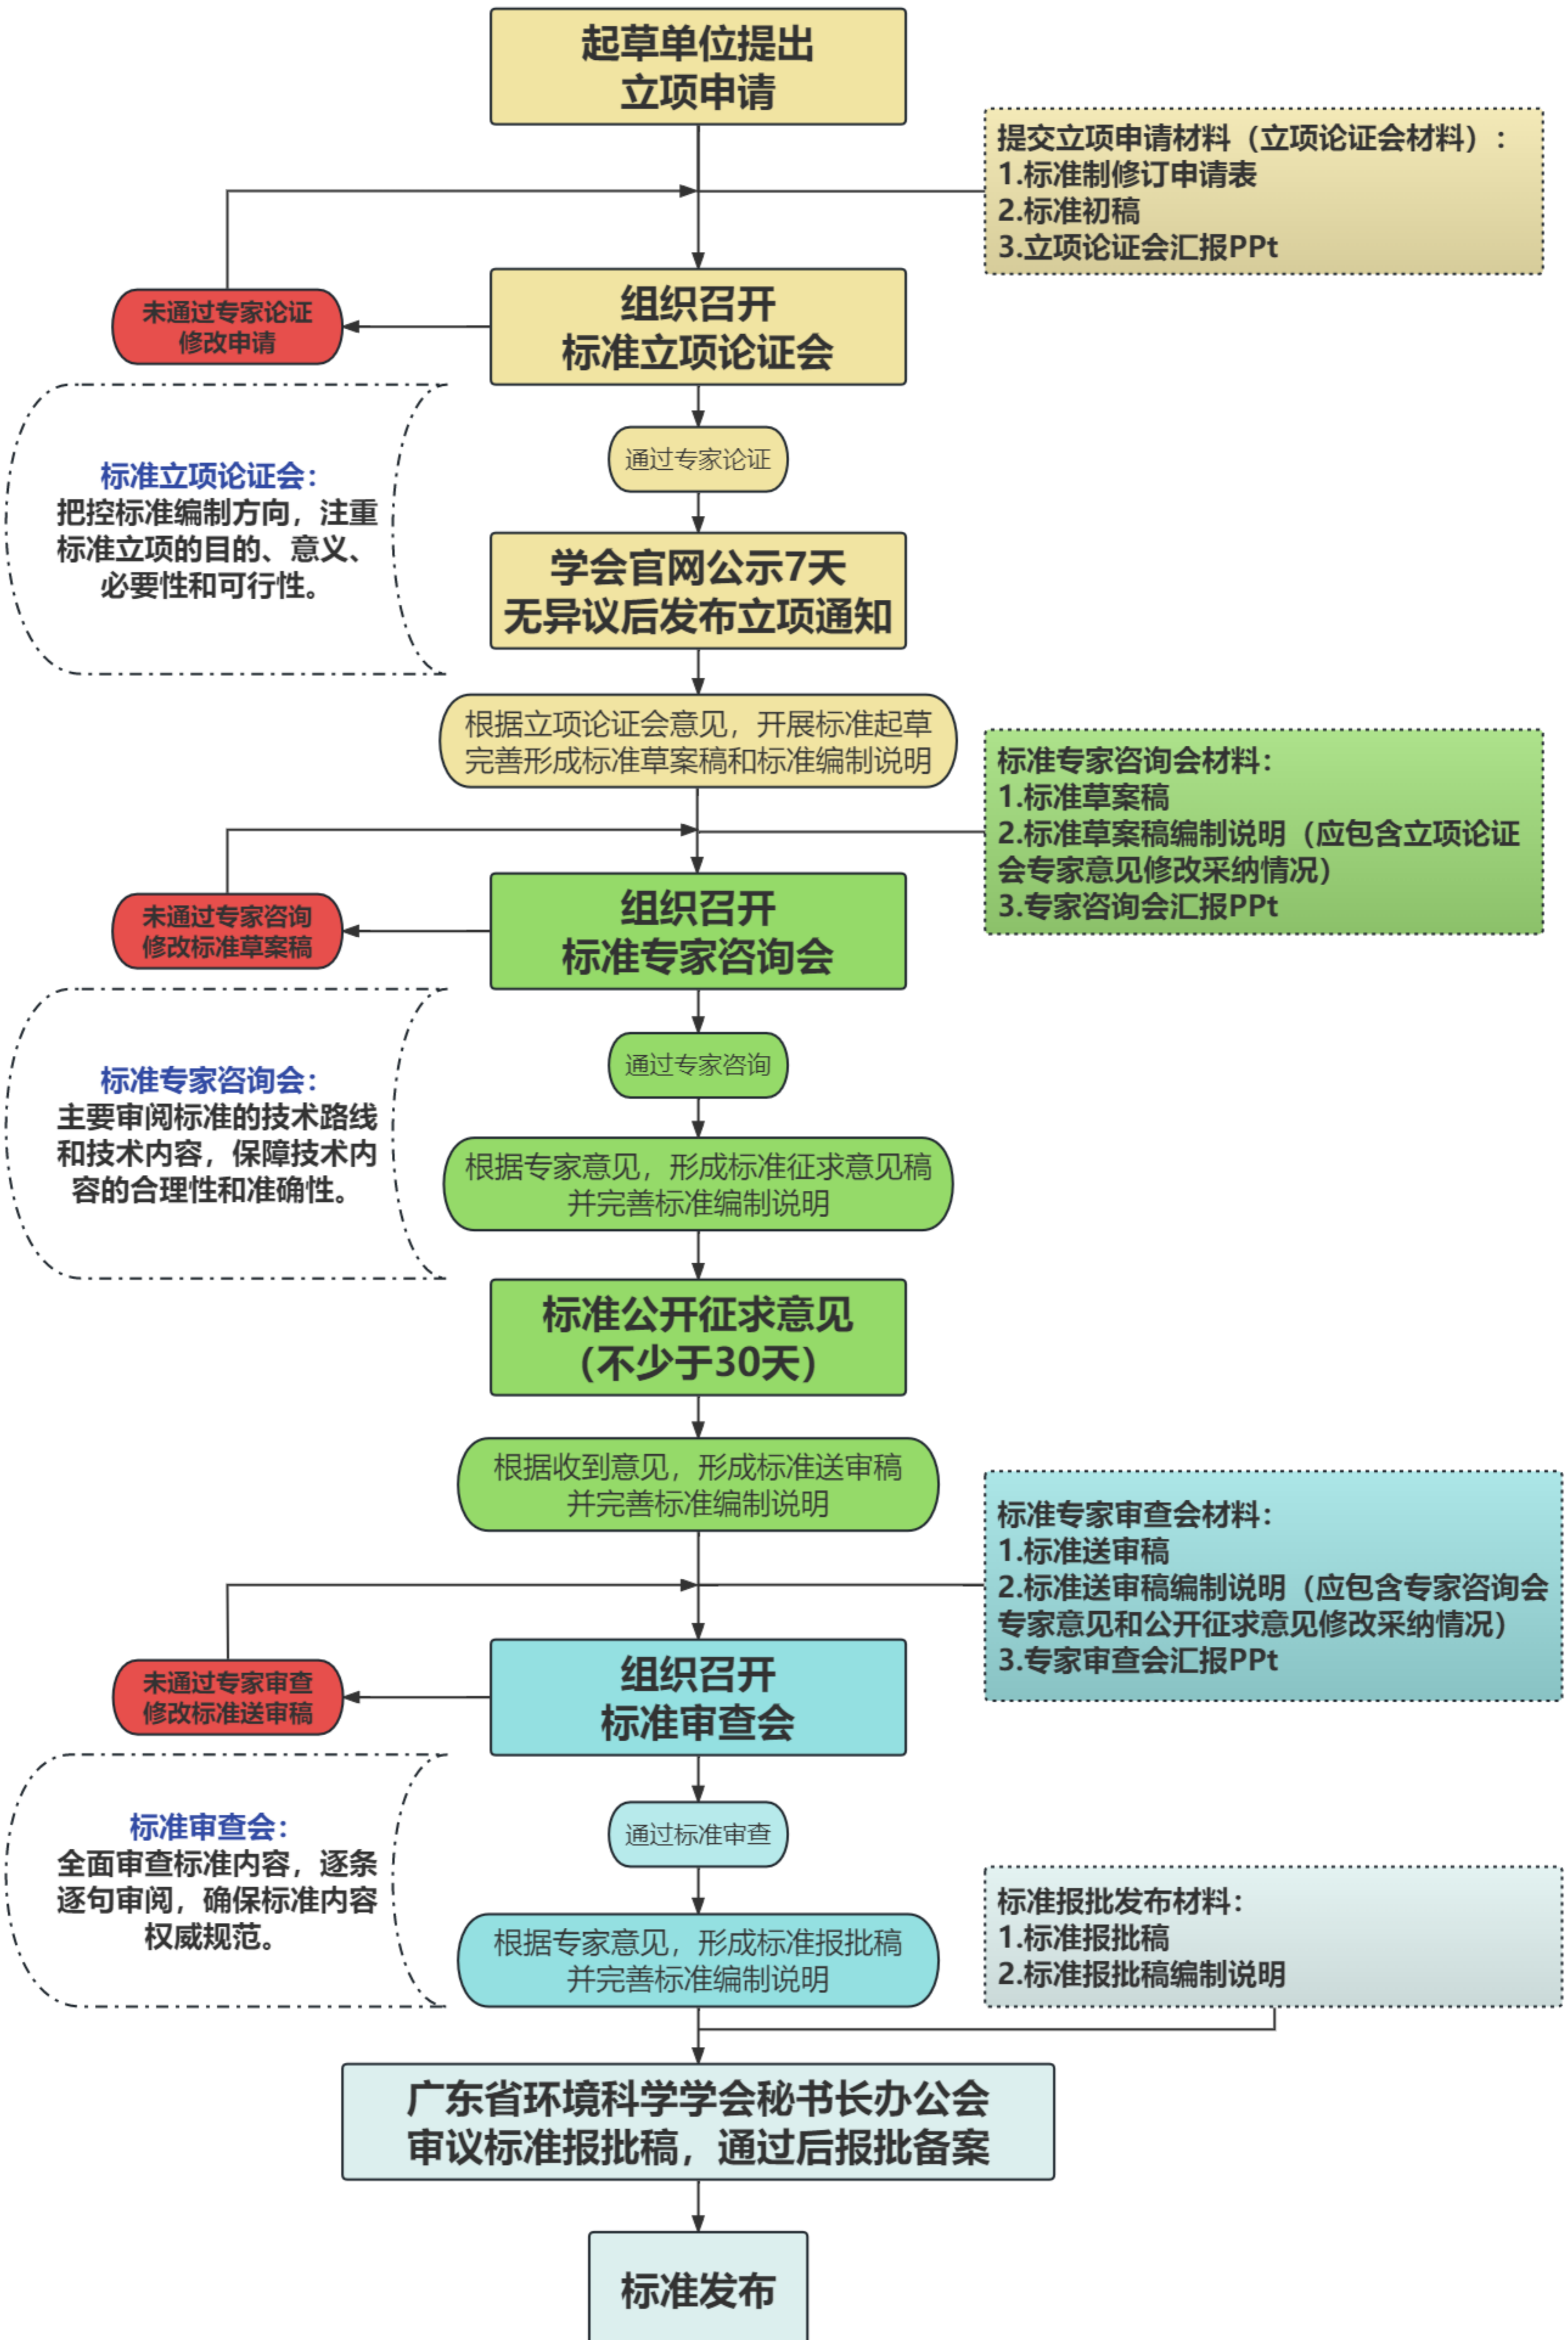 起草单位提出
立项申请
提交立项申请材料（立项论证会材料）：
1.标准制修订申请表
2.标准初稿
3.立项论证会汇报PPt
未通过专家论证
修改申请
组织召开
标准立项论证会
通过专家论证
标准立项论证会：
把控标准编制方向，注重
标准立项的目的、意义、
必要性和可行性。
学会官网公示7天
无异议后发布立项通知
根据立项论证会意见，开展标准起草
完善形成标准草案稿和标准编制说明
标准专家咨询会材料：
1.标准草案稿
2.标准草案稿编制说明（应包含立项论证
会专家意见修改采纳情况）
3.专家咨询会汇报PPt
未通过专家咨询
修改标准草案稿
组织召开
标准专家咨询会
通过专家咨询
标准专家咨询会：
主要审阅标准的技术路线
和技术内容，保障技术内
容的合理性和准确性。
根据专家意见，形成标准征求意见稿
并完善标准编制说明
标准公开征求意见
（不少于30天）
根据收到意见，形成标准送审稿
并完善标准编制说明
标准专家审查会材料：
1.标准送审稿
2.标准送审稿编制说明（应包含专家咨询会
专家意见和公开征求意见修改采纳情况）
3.专家审查会汇报PPt
未通过专家审查
修改标准送审稿
组织召开
标准审查会
通过标准审查
标准审查会：
全面审查标准内容，逐条
逐句审阅，确保标准内容
权威规范。
根据专家意见，形成标准报批稿
并完善标准编制说明
标准报批发布材料：
1.标准报批稿
2.标准报批稿编制说明
广东省环境科学学会秘书长办公会
审议标准报批稿，通过后报批备案
标准发布